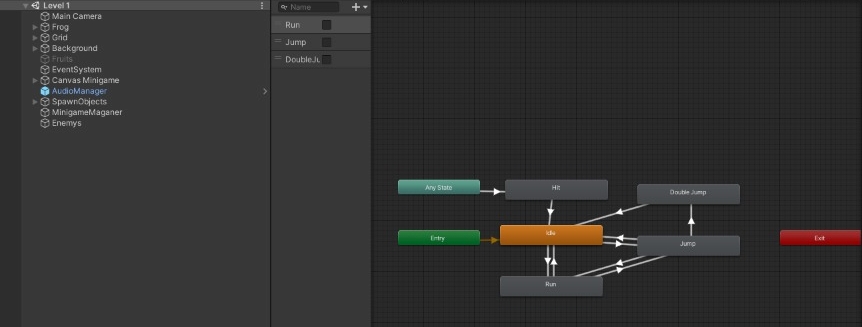 Level 1
Main Camera
Frog
Grid
Background
Fruits
EventSystem
Canvas Minigame
AudioManager
SpawnObjects
MinigameMaganer
Enemys
Name
Run
Jump
DoubleJu
Any State
Hit
Double Jump
Entry
Idle
Jump
Exit
Run